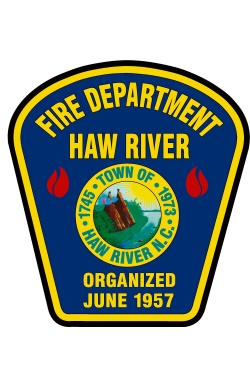 FIRE DEPARTMENT
HAW RIVER
1745 • TOWN OF • 1973
• HAW RIVER N.C. •
ORGANIZED
JUNE 1957